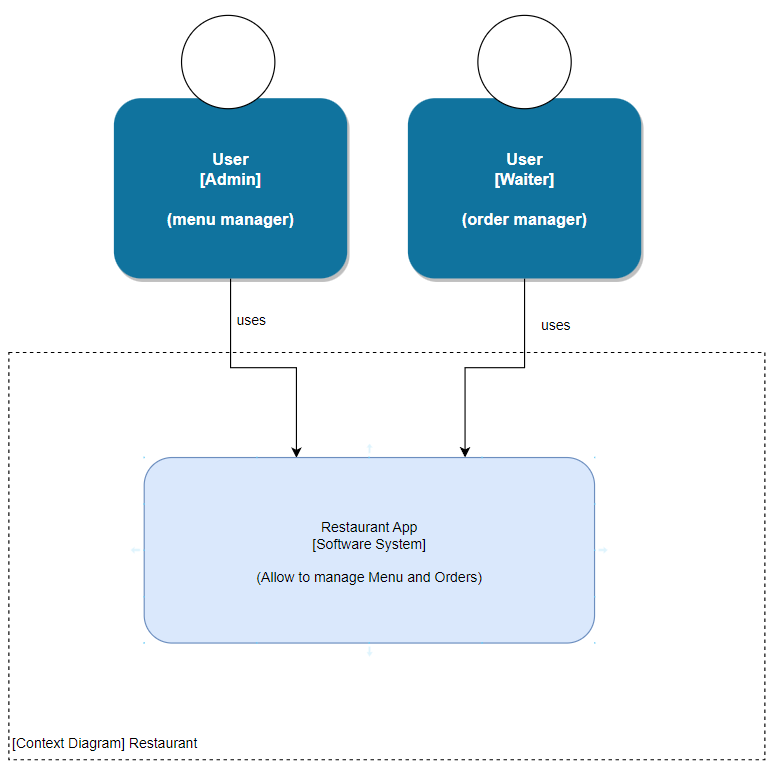 User
[Admin]
(menu manager)
User
[Waiter]
(order manager)
uses
uses
Restaurant App
[Software System]
(Allow to manage Menu and Orders)
[Context Diagram] Restaurant